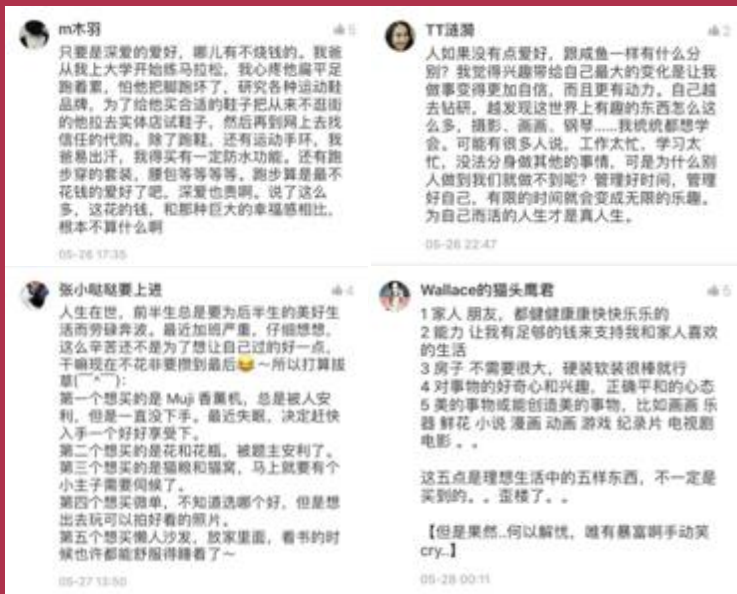 m木羽
5
只要是深爱的爱好，哪儿有不烧钱的。我爸
从我上大学开始练马拉松，我心疼他扁平足
跑着累，怕他把脚跑坏了，研究各种运动鞋
品牌，为了给他买合适的鞋子把从来不逛街
的他拉去实体店试鞋子，然后再到网上去找
信任的代购。除了跑鞋，还有运动手环，我
爸易出汗，我得买有一定防水功能。还有跑
步穿的套装，腰包等等等等。跑步算是最不
花钱的爱好了吧，深爱也贵啊。说了这么
多，这花的钱，和那种巨大的幸福感相比，
根本不算什么啊
05-26 17:35
TT涟漪
2
人如果没有点爱好，跟咸鱼一样有什么分
别？我觉得兴趣带给自己最大的变化是让我
做事变得更加自信，而且更有动力。自己越
去钻研，越发现这世界上有趣的东西怎么这
么多，摄影、画画、钢琴......我统统都想学
会。可能有很多人说，工作太忙，学习太
忙，没法分身做其他的事情，可是为什么别
人做到我们就做不到呢？管理好时间，管理
好自己，有限的时间就会变成无限的乐趣。
为自己而活的人生才是真人生。
05-26 22:47
张小哒哒要上进
4
人生在世，前半生总是要为后半生的美好生
活而劳碌奔波。最近加班严重，仔细想想，
这么辛苦还不是为了想让自己过的好一点，
干嘛现在不花非要攒到最后😂～所以打算拔
草(￣^￣)：
第一个想买的是 Muji 香薰机，总是被人安
利，但是一直没下手。最近失眠，决定赶快
入手一个好好享受下。
第二个想买的是花和花瓶，被题主安利了。
第三个想买的是猫粮和猫窝，马上就要有个
小主子需要伺候了。
第四个想买微单，不知道选哪个好，但是想
出去玩可以拍好看的照片。
第五个想买懒人沙发，放家里面，看书的时
候也许都能舒服得睡着了～
05-27 13:50
Wallace的猫头鹰君
5
1 家人 朋友，都健健康康快快乐乐的
2 能力 让我有足够的钱来支持我和家人喜欢
的生活
3 房子 不需要很大，硬装软装很棒就行
4 对事物的好奇心和兴趣，正确平和的心态
5 美的事物或能创造美的事物，比如画画 乐
器 鲜花 小说 漫画 动画 游戏 纪录片 电视剧
电影 。。
这五点是理想生活中的五样东西，不一定是
买到的。。歪楼了。。
【但是果然..何以解忧，唯有暴富啊手动笑
cry..】
05-28 00:11